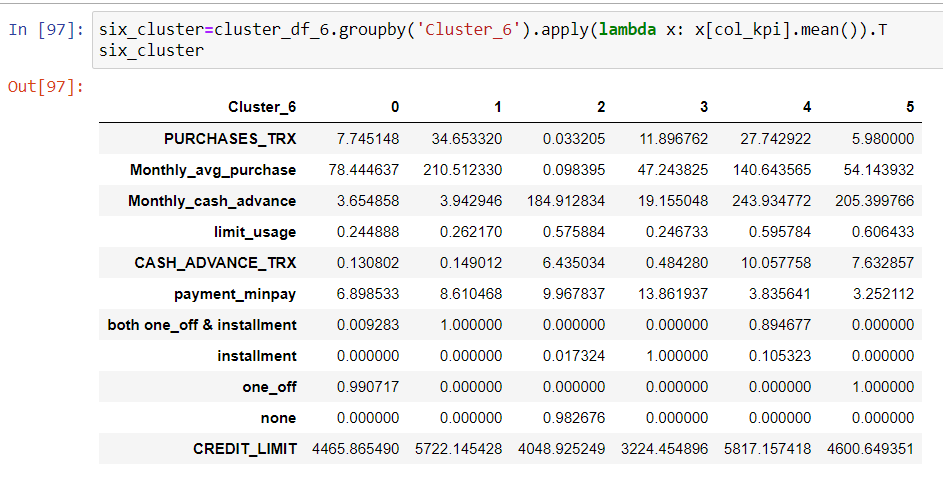 In [97]: six_cluster=cluster_df_6.groupby('Cluster_6').apply(lambda x: x[col_kpi].mean()).T
six_cluster
Out[97]:
Cluster_6 0 1 2 3 4 5
PURCHASES_TRX 7.745148 34.653320 0.033205 11.896762 27.742922 5.980000
Monthly_avg_purchase 78.444637 210.512330 0.098395 47.243825 140.643565 54.143932
Monthly_cash_advance 3.654858 3.942946 184.912834 19.155048 243.934772 205.399766
limit_usage 0.244888 0.262170 0.575884 0.246733 0.595784 0.606433
CASH_ADVANCE_TRX 0.130802 0.149012 6.435034 0.484280 10.057758 7.632857
payment_minpay 6.898533 8.610468 9.967837 13.861937 3.835641 3.252112
both one_off & installment 0.009283 1.000000 0.000000 0.000000 0.894677 0.000000
installment 0.000000 0.000000 0.017324 1.000000 0.105323 0.000000
one_off 0.990717 0.000000 0.000000 0.000000 0.000000 1.000000
none 0.000000 0.000000 0.982676 0.000000 0.000000 0.000000
CREDIT_LIMIT 4465.865490 5722.145428 4048.925249 3224.454896 5817.157418 4600.649351